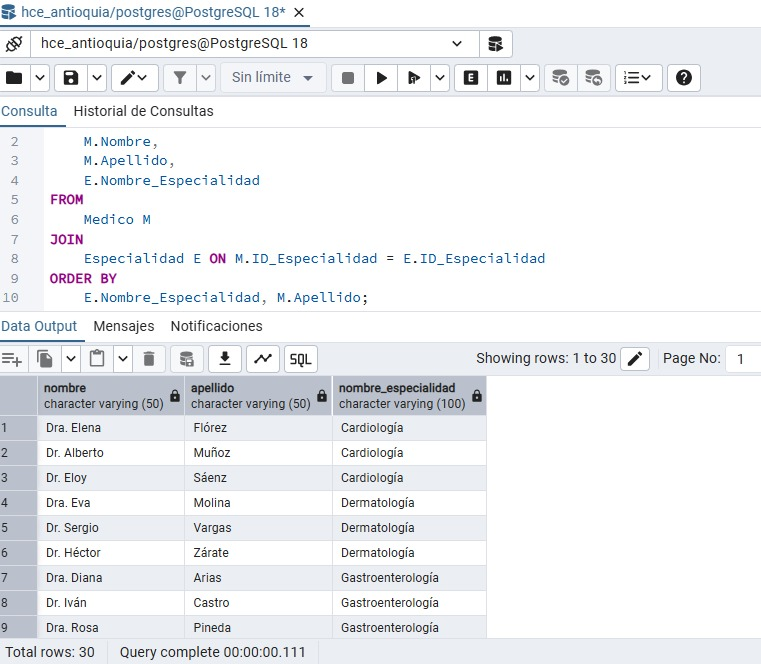 hce_antioquia/postgres@PostgreSQL 18*
hce_antioquia/postgres@PostgreSQL 18
Sin límite
Consulta Historial de Consultas
2 M.Nombre,
3 M.Apellido,
4 E.Nombre_Especialidad
5 FROM
6 Medico M
7 JOIN
8 Especialidad E ON M.ID_Especialidad = E.ID_Especialidad
9 ORDER BY
10 E.Nombre_Especialidad, M.Apellido;
Data Output Mensajes Notificaciones
SQL Showing rows: 1 to 30 Page No: 1
nombre apellido nombre_especialidad
character varying (50) character varying (50) character varying (100)
1 Dra. Elena Flórez Cardiología
2 Dr. Alberto Muñoz Cardiología
3 Dr. Eloy Sáenz Cardiología
4 Dra. Eva Molina Dermatología
5 Dr. Sergio Vargas Dermatología
6 Dr. Héctor Zárate Dermatología
7 Dra. Diana Arias Gastroenterología
8 Dr. Iván Castro Gastroenterología
9 Dra. Rosa Pineda Gastroenterología
Total rows: 30 Query complete 00:00:00.111